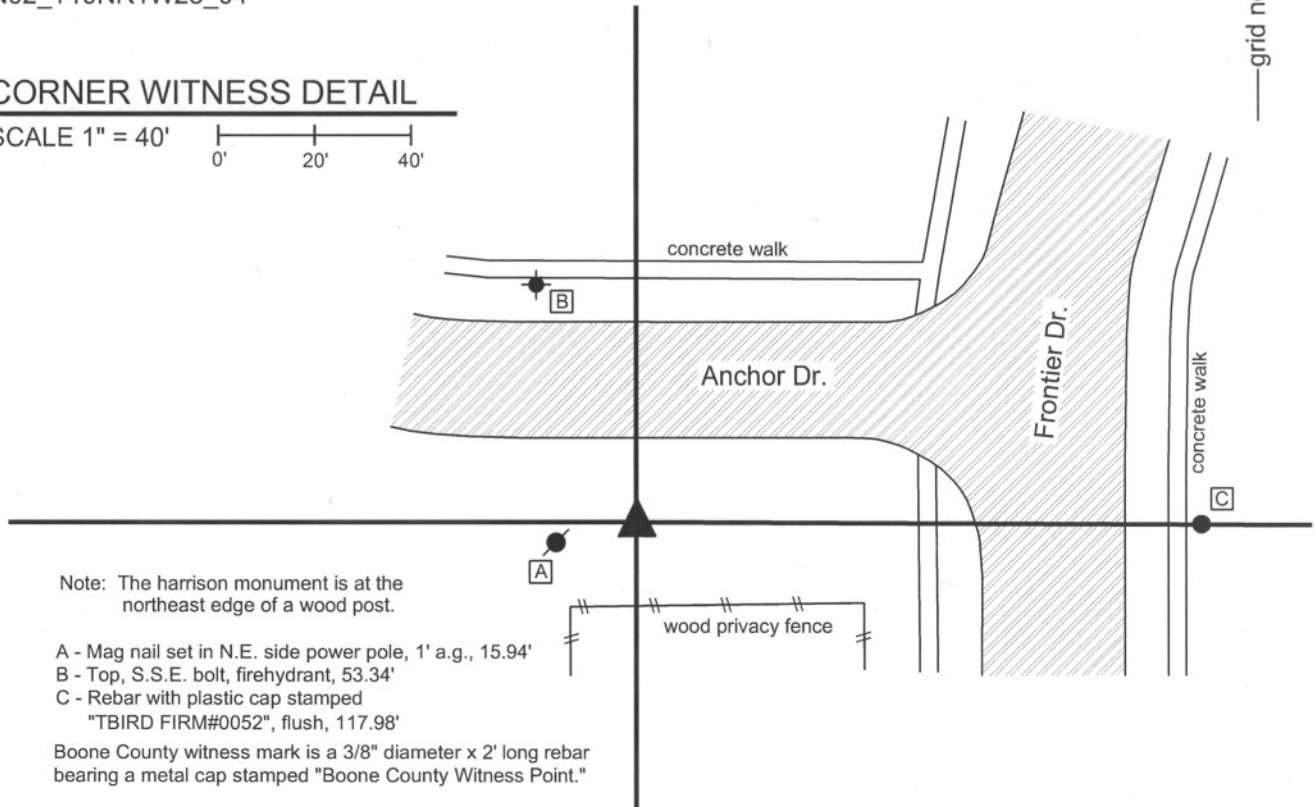 CORNER WITNESS DETAIL
SCALE 1" = 40'
0' 20' 40'
grid
concrete walk
B
Anchor Dr.
Frontier Dr.
concrete walk
C
A
Note: The harrison monument is at the
northeast edge of a wood post.
wood privacy fence
A - Mag nail set in N.E. side power pole, 1' a.g., 15.94'
B - Top, S.S.E. bolt, firehydrant, 53.34'
C - Rebar with plastic cap stamped
"TBIRD FIRM#0052", flush, 117.98'
Boone County witness mark is a 3/8" diameter x 2' long rebar
bearing a metal cap stamped "Boone County Witness Point."